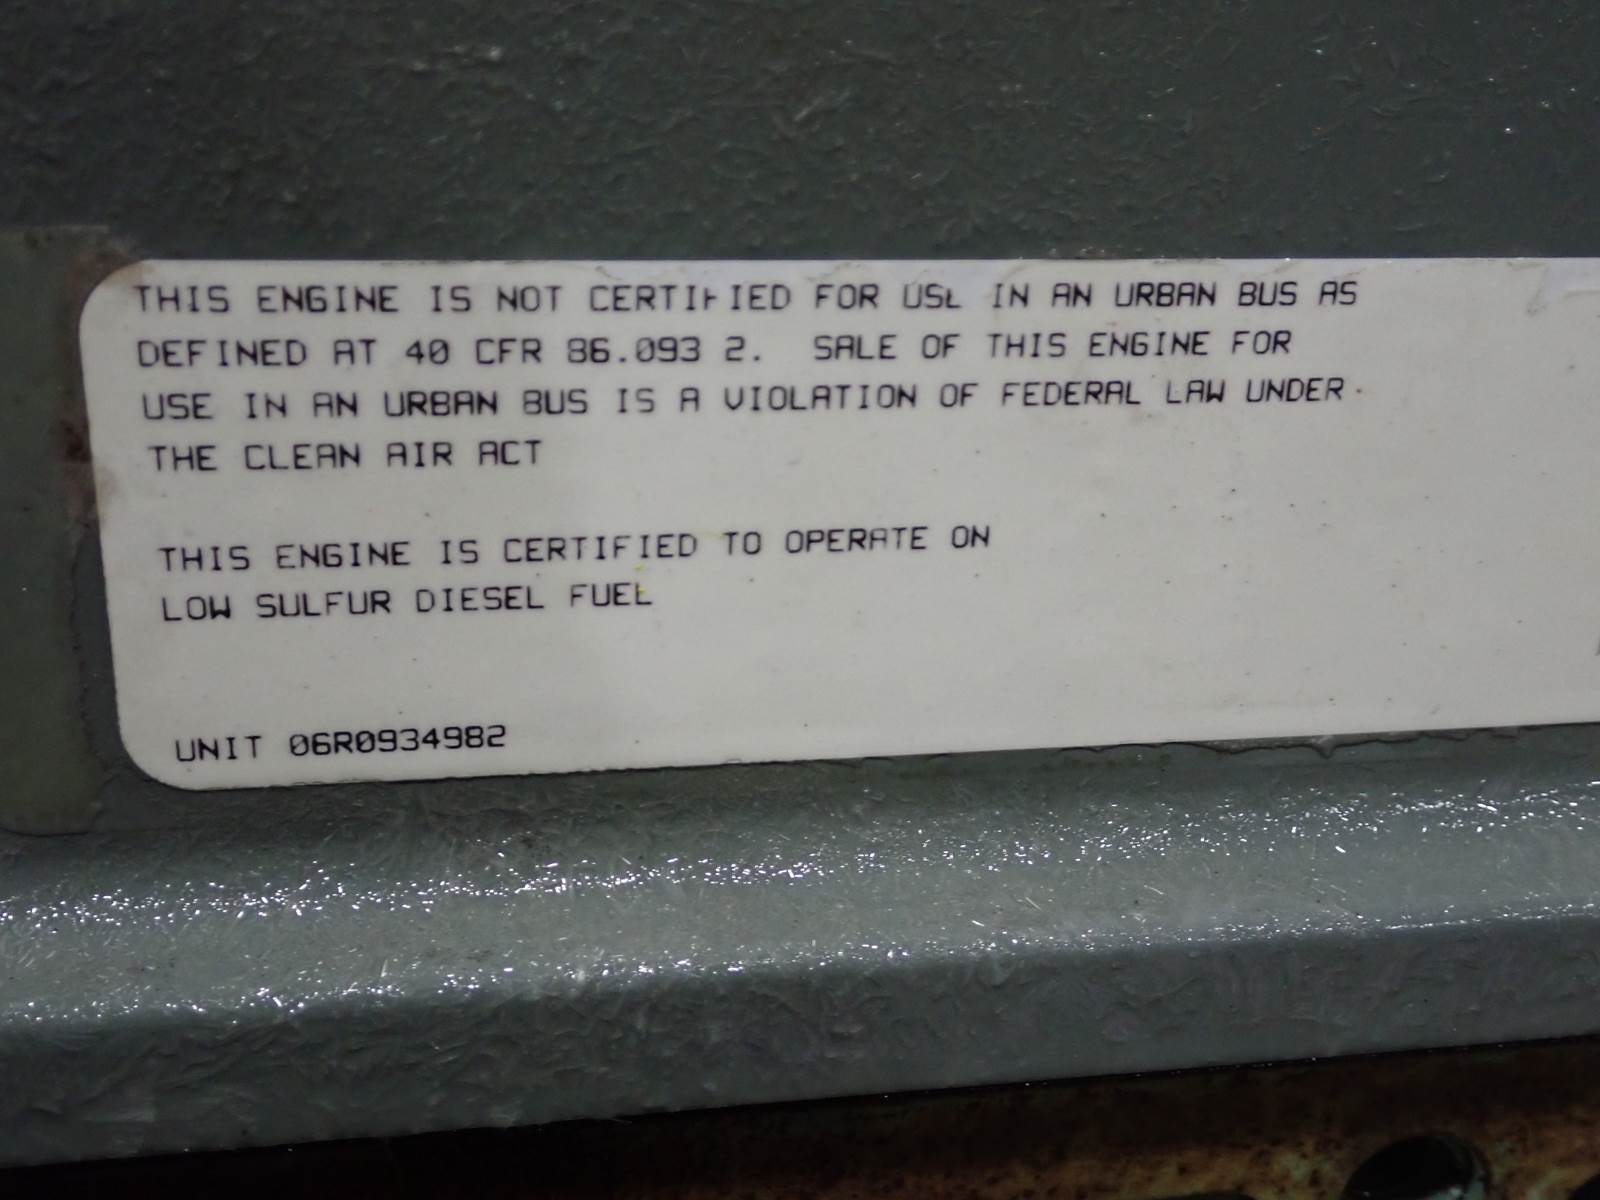 THIS ENGINE IS NOT CERTIFIED FOR USE IN AN URBAN BUS AS
DEFINED AT 40 CFR 86.093 2. SALE OF THIS ENGINE FOR
USE IN AN URBAN BUS IS A VIOLATION OF FEDERAL LAW UNDER
THE CLEAN AIR ACT
THIS ENGINE IS CERTIFIED TO OPERATE ON
LOW SULFUR DIESEL FUEL
UNIT 06R0934982